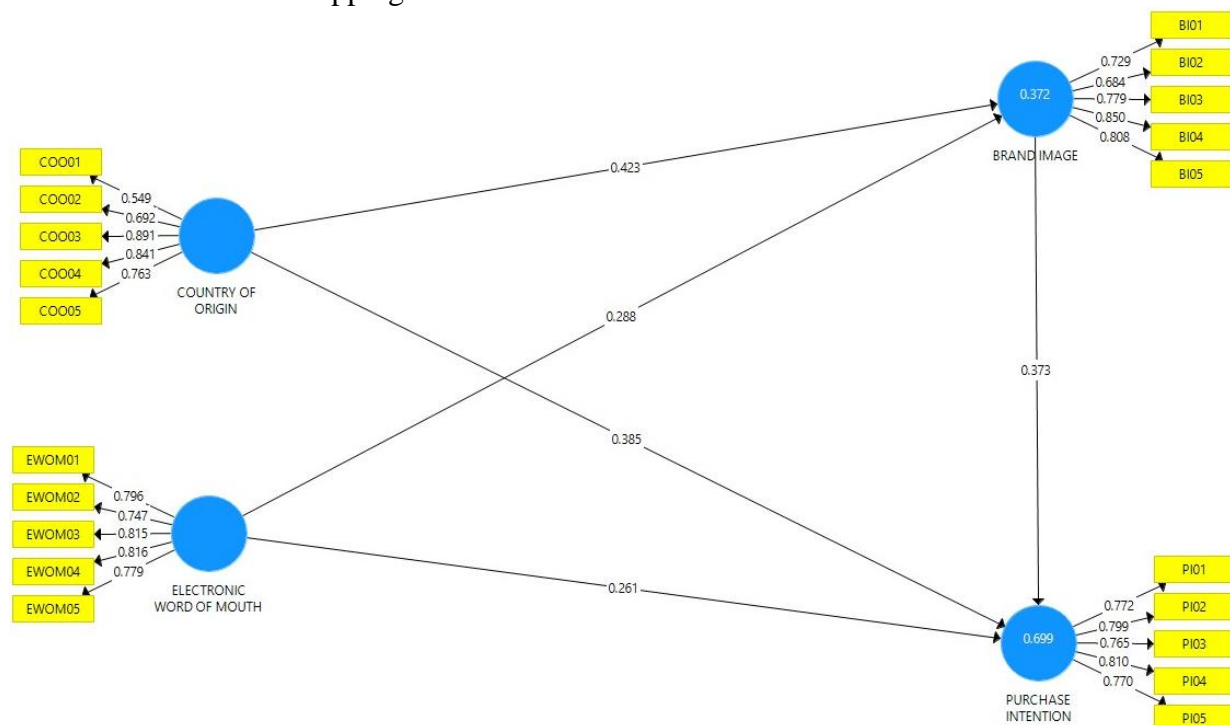 pping
BI01
BI02
BI03
BI04
BI05
0.729
0.684
0.779
0.850
0.808
0.372
BRAND IMAGE
COO01
COO02
COO03
COO04
COO05
0.549
0.692
0.891
0.841
0.763
COUNTRY OF
ORIGIN
0.423
0.288
0.373
0.385
0.261
EWOM01
EWOM02
EWOM03
EWOM04
EWOM05
0.796
0.747
0.815
0.816
0.779
ELECTRONIC
WORD OF MOUTH
PI01
PI02
PI03
PI04
PI05
0.772
0.799
0.765
0.810
0.770
0.699
PURCHASE
INTENTION